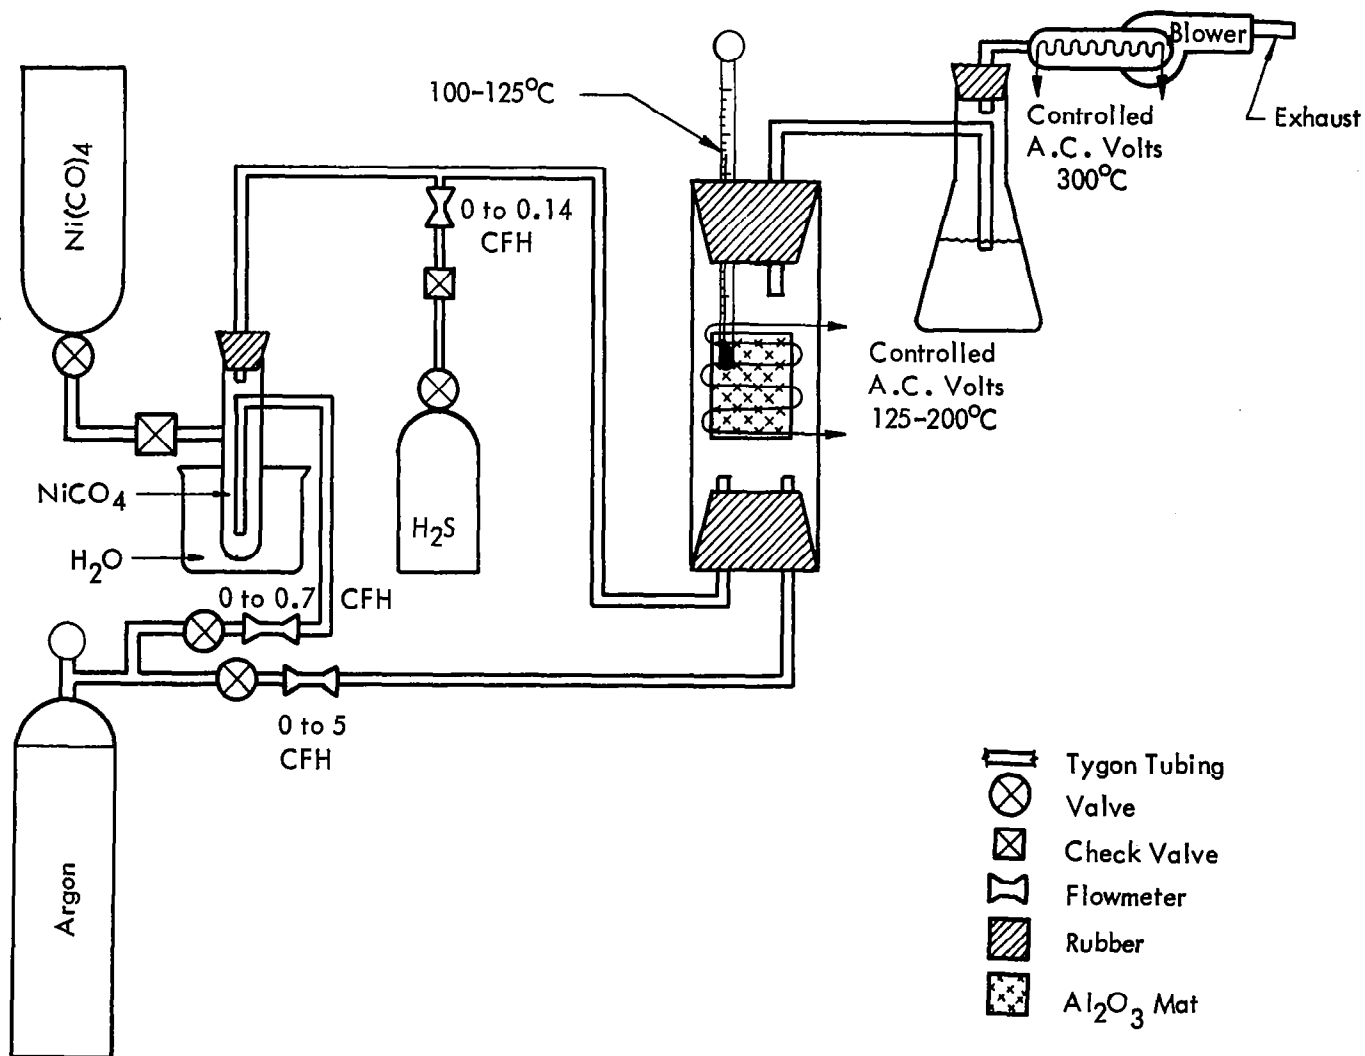 Blower
Exhaust
Controlled
A.C. Volts
300°C
100-125°C
Ni(CO)4
0 to 0.14
CFH
Controlled
A.C. Volts
125-200°C
NiCO4
H2O
H2S
0 to 0.7 CFH
0 to 5
CFH
Argon
Tygon Tubing
Valve
Check Valve
Flowmeter
Rubber
Al2O3 Mat